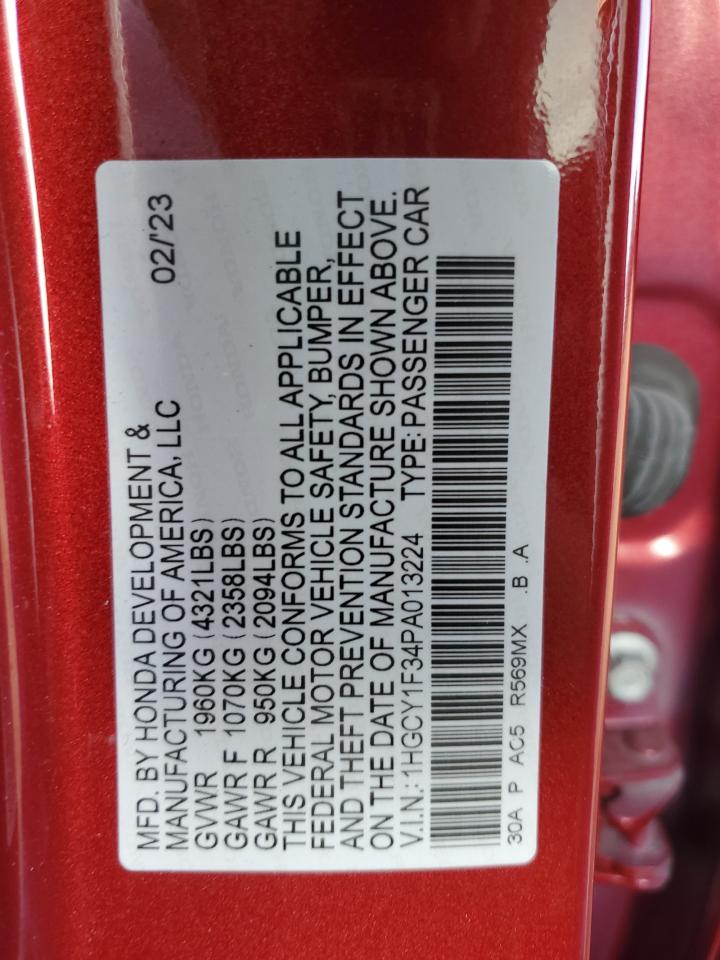 MFD. BY HONDA DEVELOPMENT & 02/'23
MANUFACTURING OF AMERICA, LLC
GVWR 1960KG (4321LBS)
GAWR F 1070KG (2358LBS)
GAWR R 950KG (2094LBS)
THIS VEHICLE CONFORMS TO ALL APPLICABLE
FEDERAL MOTOR VEHICLE SAFETY, BUMPER,
AND THEFT PREVENTION STANDARDS IN EFFECT
ON THE DATE OF MANUFACTURE SHOWN ABOVE.
V.I.N.: 1HGCY1F34PA013224 TYPE: PASSENGER CAR
30A P AC5 R569MX .B .A